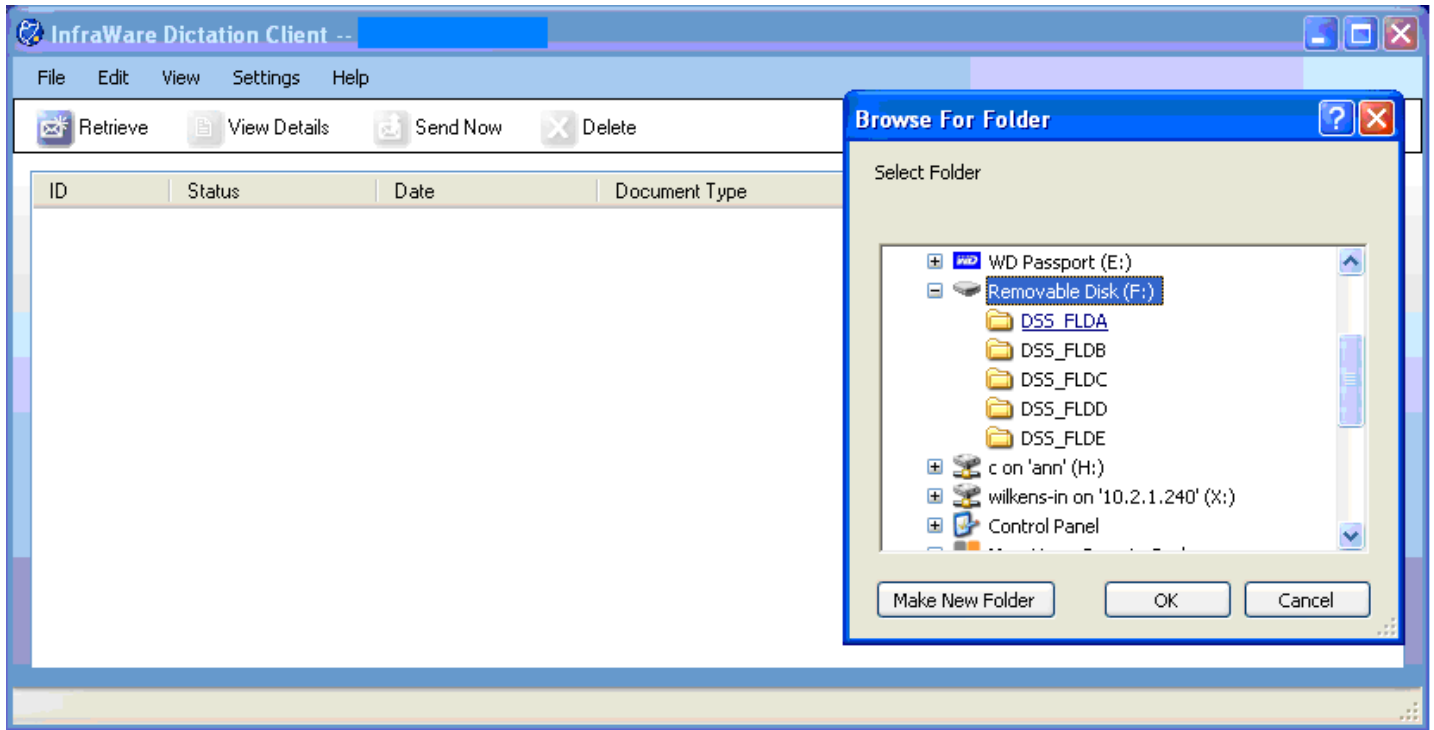 InfraWare Dictation Client --
File Edit View Settings Help
Retrieve View Details Send Now Delete
ID Status Date Document Type
Browse For Folder
Select Folder
WD WD Passport (E:)
Removable Disk (F:)
DSS_FLDA
DSS_FLDB
DSS_FLDC
DSS_FLDD
DSS_FLDE
c on 'ann' (H:)
wilkens-in on '10.2.1.240' (X:)
Control Panel
Make New Folder OK Cancel